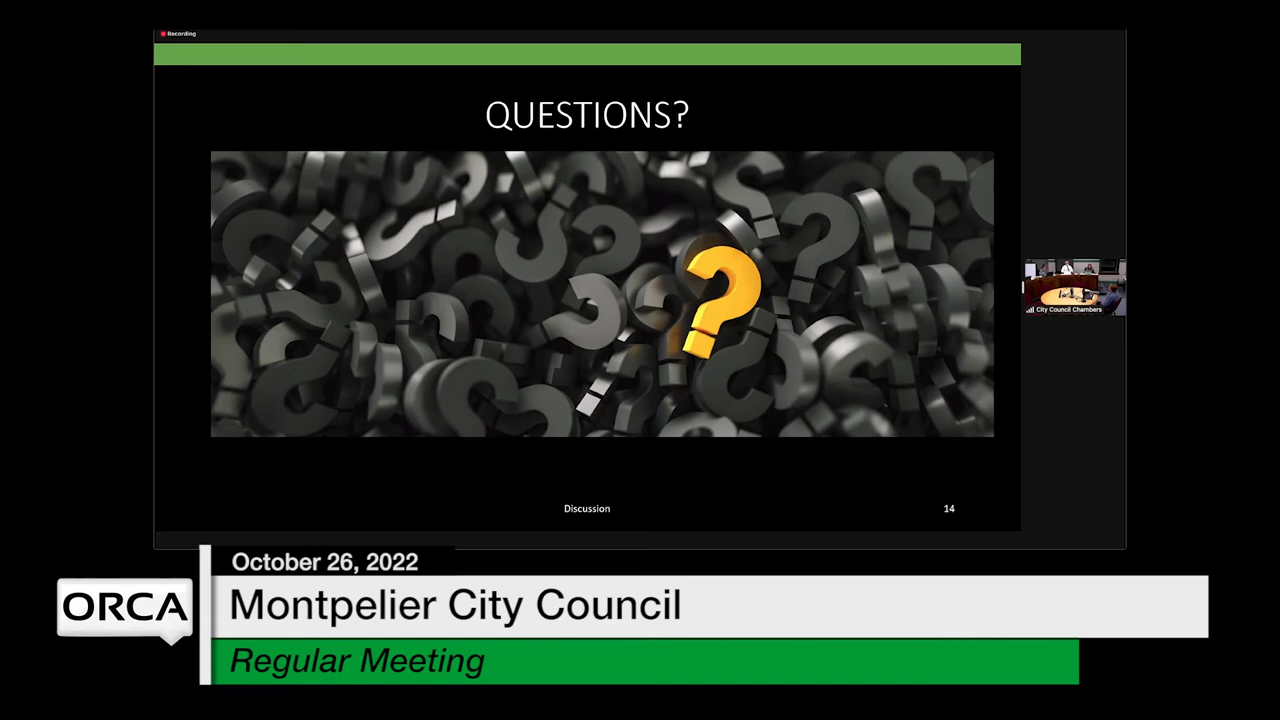 Recording
QUESTIONS?
City Council Chambers
Discussion
14
October 26, 2022
ORCA
Montpelier City Council
Regular Meeting